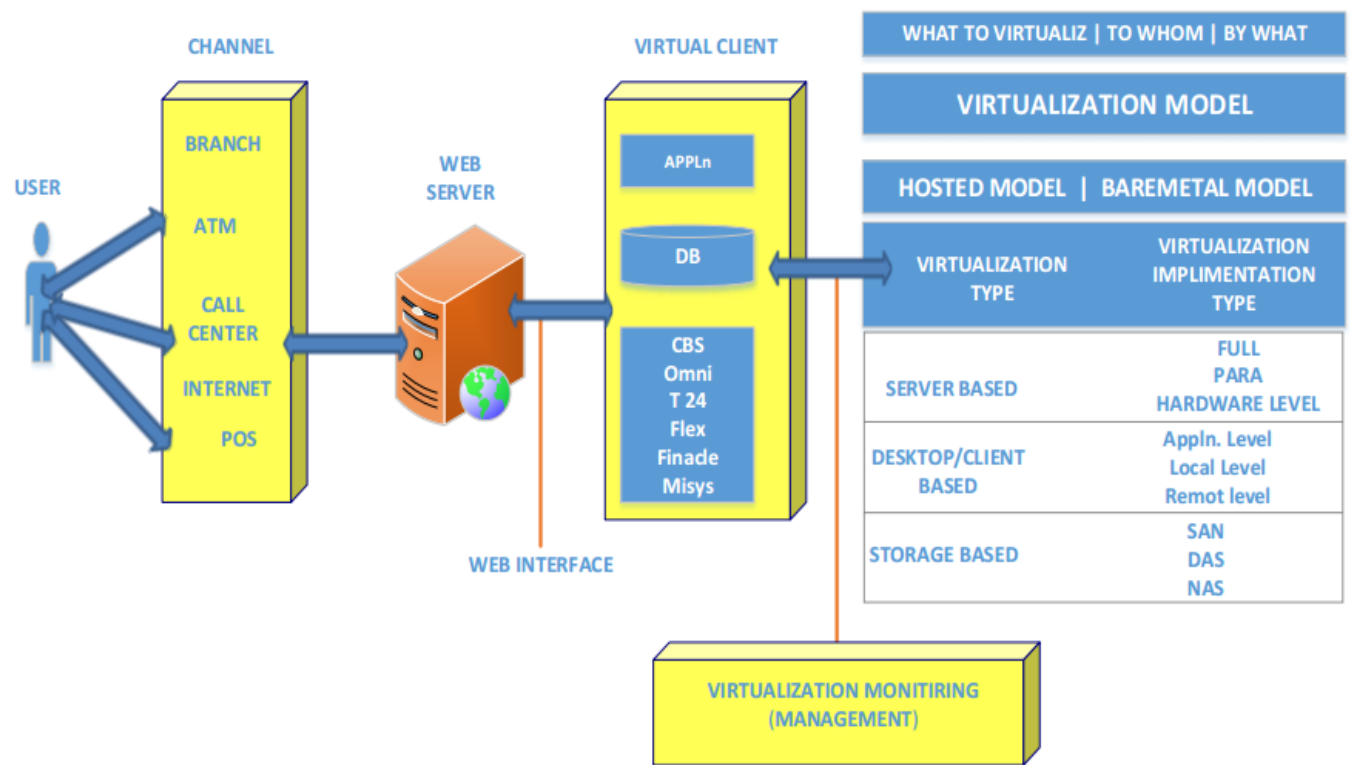 USER
CHANNEL
BRANCH
ATM
CALL
CENTER
INTERNET
POS
WEB
SERVER
WEB INTERFACE
VIRTUAL CLIENT
APPLn
DB
CBS
Omni
T 24
Flex
Finacle
Misys
WHAT TO VIRTUALIZ | TO WHOM | BY WHAT
VIRTUALIZATION MODEL
HOSTED MODEL | BAREMETAL MODEL
VIRTUALIZATION
TYPE
VIRTUALIZATION
IMPLIMENTATION
TYPE
SERVER BASED
FULL
PARA
HARDWARE LEVEL
DESKTOP/CLIENT
BASED
Appln. Level
Local Level
Remot level
STORAGE BASED
SAN
DAS
NAS
VIRTUALIZATION MONITIRING
(MANAGEMENT)